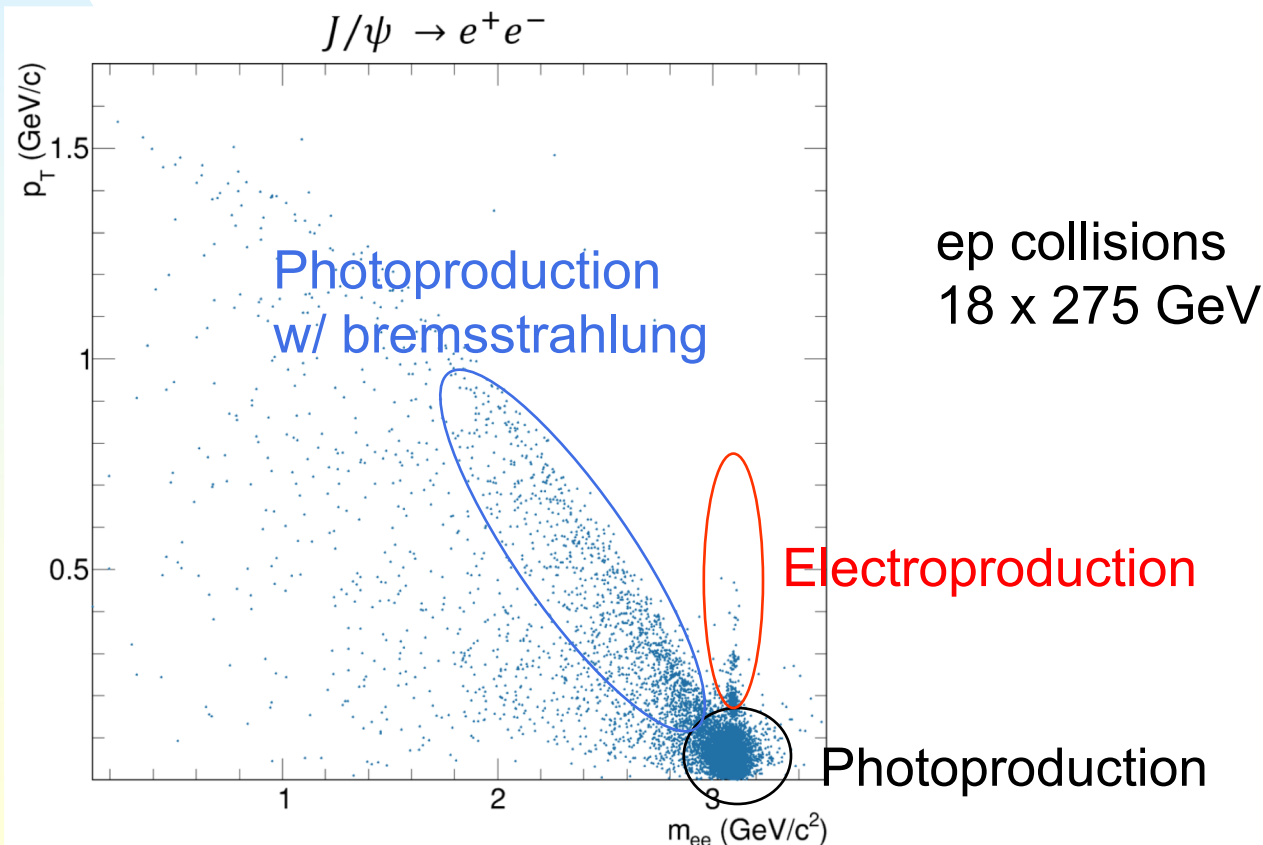 J/ψ → e⁺e⁻
p_T (GeV/c)
1.5
1
0.5
Photoproduction
w/ bremsstrahlung
ep collisions
18 x 275 GeV
Electroproduction
Photoproduction
1 2 3
m_ee (GeV/c²)